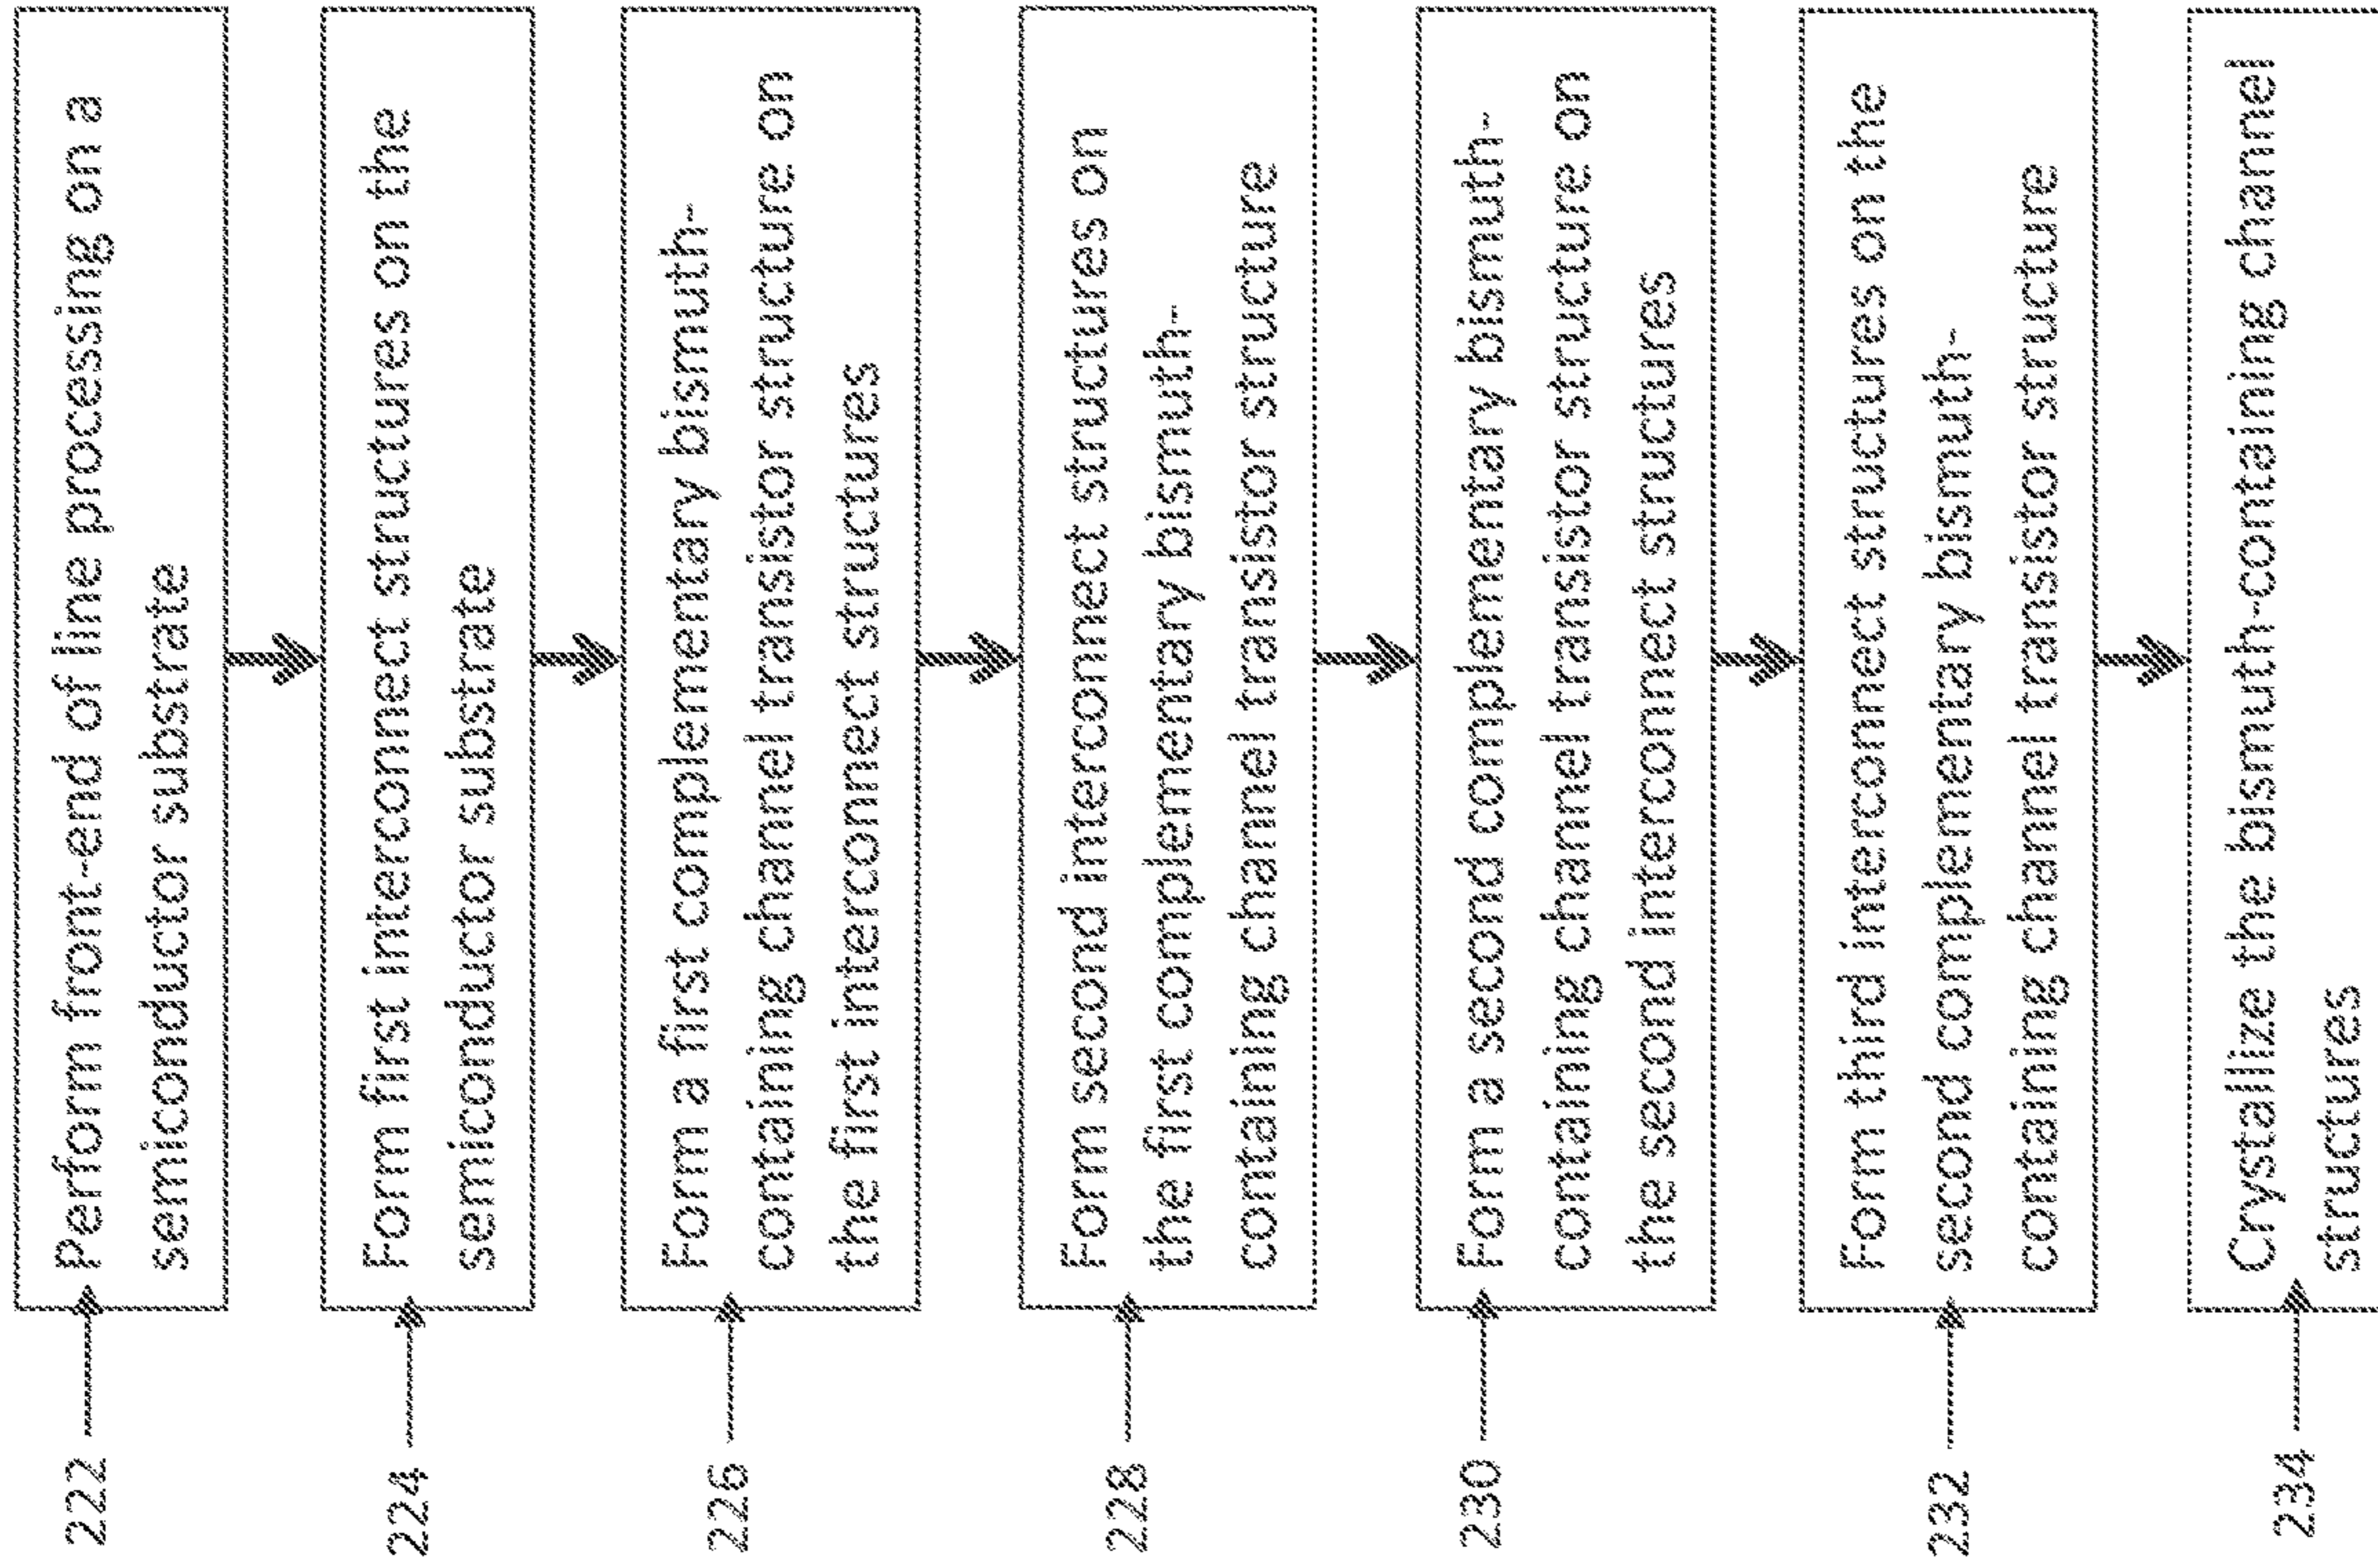 222
Perform front-end of line processing on a
semiconductor substrate
224
Form first interconnect structures on the
semiconductor substrate
226
Form a first complementary bismuth-
containing channel transistor structure on
the first interconnect structures
228
Form second interconnect structures on
the first complementary bismuth-
containing channel transistor structure
230
Form a second complementary bismuth-
containing channel transistor structure on
the second interconnect structures
232
Form third interconnect structures on the
second complementary bismuth-
containing channel transistor structure
234
Crystallize the bismuth-containing channel
structures